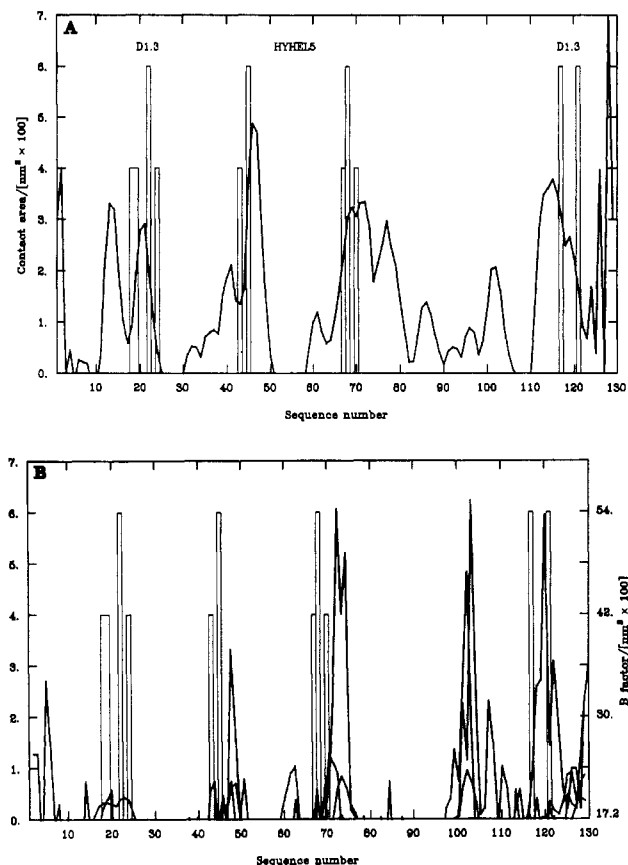 A
D1.3 HYHEL5 D1.3
7.
6.
5.
4.
3.
2.
1.
0.
Contact area/[nm² × 100]
10 20 30 40 50 60 70 80 90 100 110 120 130
Sequence number
B
7.
6.
5.
4.
3.
2.
1.
0.
54.
42.
30.
17.2
B factor/[nm² × 100]
10 20 30 40 50 60 70 80 90 100 110 120 130
Sequence number